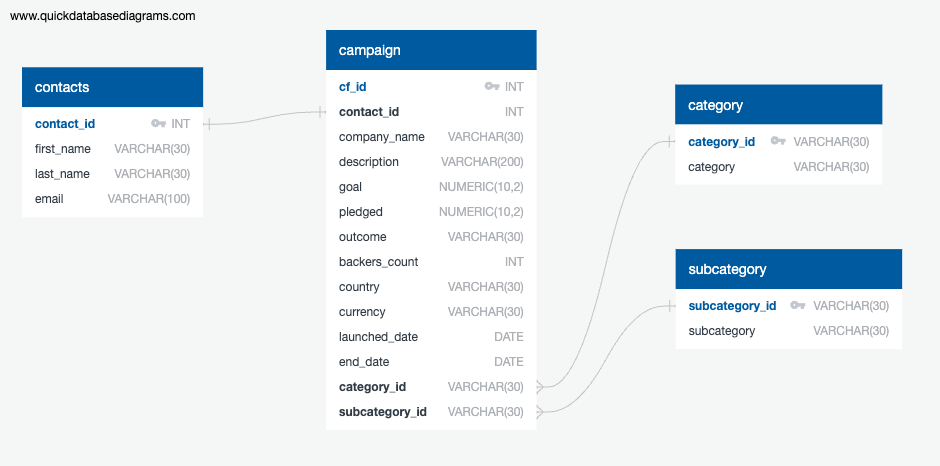 www.quickdatabasediagrams.com
contacts
contact_id INT
first_name VARCHAR(30)
last_name VARCHAR(30)
email VARCHAR(100)
campaign
cf_id INT
contact_id INT
company_name VARCHAR(30)
description VARCHAR(200)
goal NUMERIC(10,2)
pledged NUMERIC(10,2)
outcome VARCHAR(30)
backers_count INT
country VARCHAR(30)
currency VARCHAR(30)
launched_date DATE
end_date DATE
category_id VARCHAR(30)
subcategory_id VARCHAR(30)
category
category_id VARCHAR(30)
category VARCHAR(30)
subcategory
subcategory_id VARCHAR(30)
subcategory VARCHAR(30)